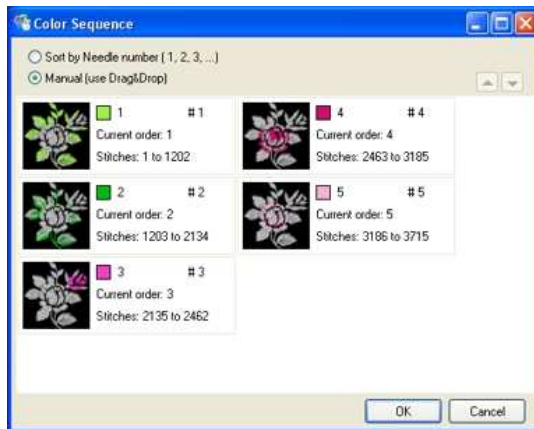 Color Sequence
Sort by Needle number ( 1, 2, 3, ...)
Manual (use Drag&Drop)
1 #1
Current order: 1
Stitches: 1 to 1202
2 #2
Current order: 2
Stitches: 1203 to 2134
3 #3
Current order: 3
Stitches: 2135 to 2462
4 #4
Current order: 4
Stitches: 2463 to 3185
5 #5
Current order: 5
Stitches: 3186 to 3715
OK Cancel